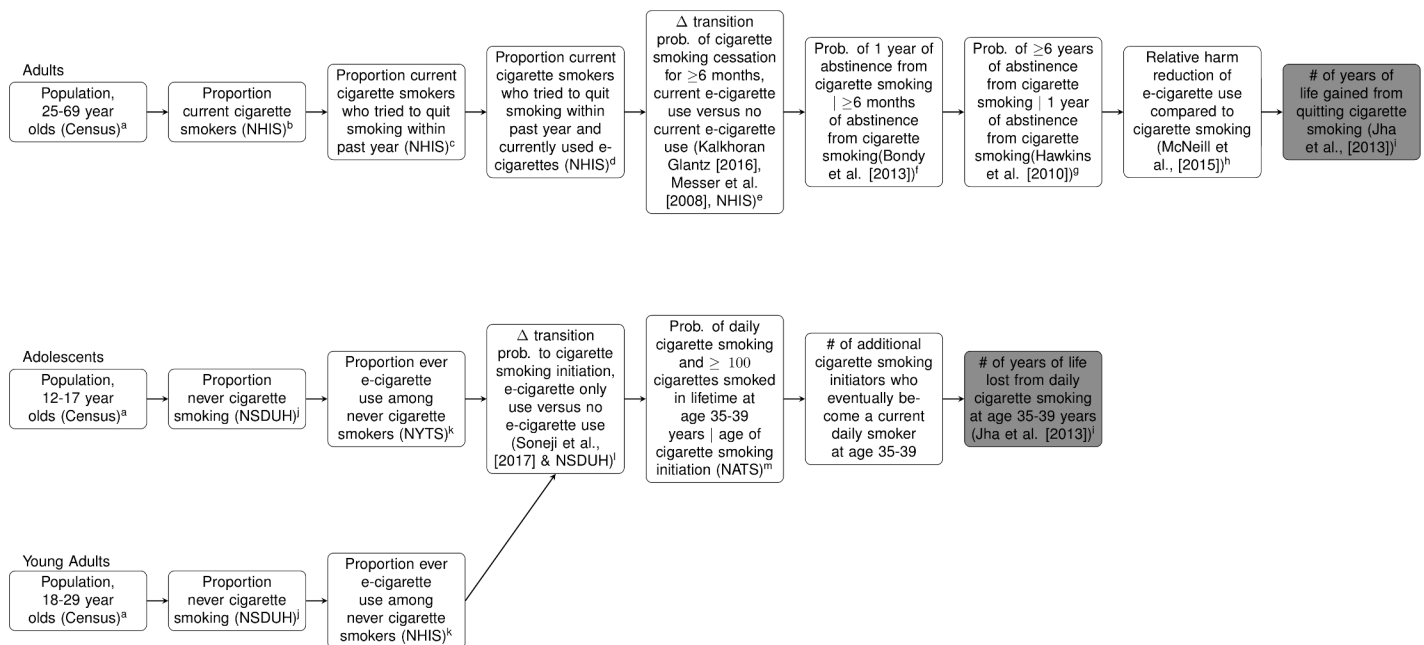 Adults
Population,
25-69 year
olds (Census)a
Proportion
current cigarette
smokers (NHIS)b
Proportion current
cigarette smokers
who tried to quit
smoking within
past year (NHIS)c
Proportion current
cigarette smokers
who tried to quit
smoking within
past year and
currently used e-
cigarettes (NHIS)d
Δ transition
prob. of cigarette
smoking cessation
for ≥6 months,
current e-cigarette
use versus no
current e-cigarette
use (Kalkhoran
Glantz [2016],
Messer et al.
[2008], NHIS)e
Prob. of 1 year of
abstinence from
cigarette smoking
| ≥6 months
of abstinence
from cigarette
smoking(Bondy
et al. [2013])f
Prob. of ≥6 years
of abstinence
from cigarette
smoking | 1 year
of abstinence
from cigarette
smoking(Hawkins
et al. [2010])g
Relative harm
reduction of
e-cigarette use
compared to
cigarette smoking
(McNeill et
al., [2015])h
# of years of
life gained from
quitting cigarette
smoking (Jha
et al., [2013])i
Adolescents
Population,
12-17 year
olds (Census)a
Proportion
never cigarette
smoking (NSDUH)j
Proportion ever
e-cigarette
use among
never cigarette
smokers (NYTS)k
Δ transition
prob. to cigarette
smoking initiation,
e-cigarette only
use versus no
e-cigarette use
(Soneji et al.,
[2017] & NSDUH)l
Prob. of daily
cigarette smoking
and ≥ 100
cigarettes smoked
in lifetime at
age 35-39
years | age of
cigarette smoking
initiation (NATS)m
# of additional
cigarette smoking
initiators who
eventually be-
come a current
daily smoker
at age 35-39
# of years of life
lost from daily
cigarette smoking
at age 35-39 years
(Jha et al. [2013])i
Young Adults
Population,
18-29 year
olds (Census)a
Proportion
never cigarette
smoking (NSDUH)j
Proportion ever
e-cigarette
use among
never cigarette
smokers (NHIS)k